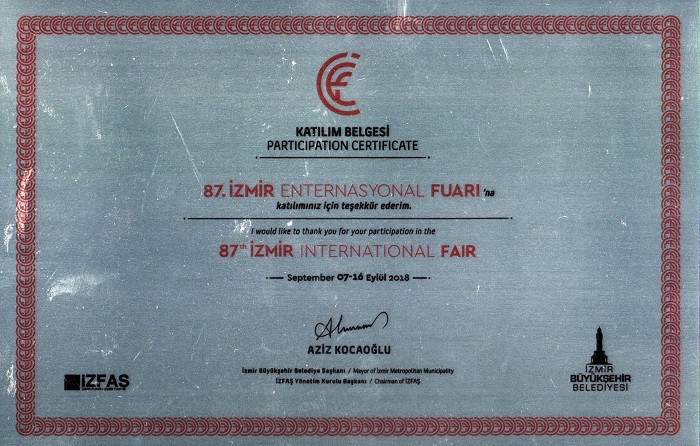 KATILIM BELGESİ
PARTICIPATION CERTIFICATE
87. İZMİR ENTERNASYONAL FUARI 'na
katılımınız için teşekkür ederim.
I would like to thank you for your participation in the
87th İZMİR INTERNATIONAL FAIR
September 07-16 Eylül 2018
AZİZ KOCAOĞLU
İzmir Büyükşehir Belediye Başkanı / Mayor of İzmir Metropolitan Municipality
İZFAŞ Yönetim Kurulu Başkanı / Chairman of İZFAŞ
İZFAŞ
İZMİR
BÜYÜKŞEHİR
BELEDİYESİ